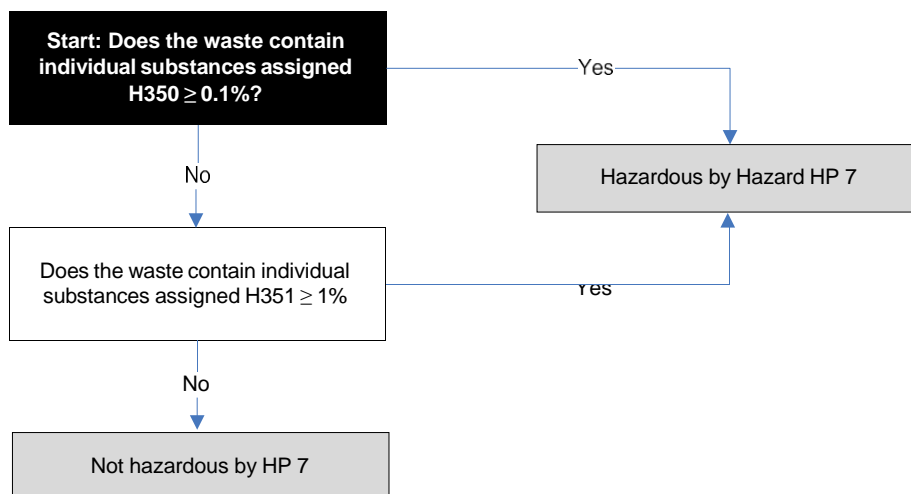 Start: Does the waste contain
individual substances assigned
H350 ≥ 0.1%?
Yes
No
Hazardous by Hazard HP 7
Does the waste contain individual
substances assigned H351 ≥ 1%
Yes
No
Not hazardous by HP 7